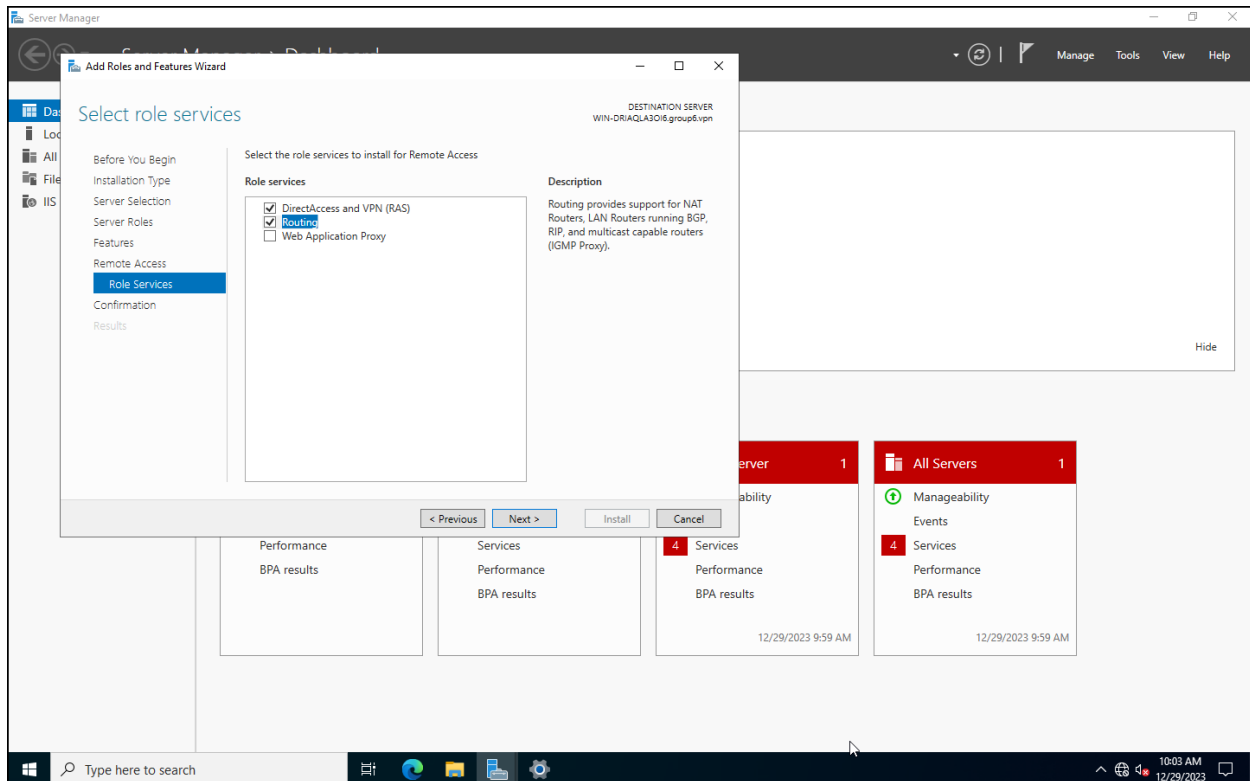 Server Manager
Manage Tools View Help
Add Roles and Features Wizard
Select role services
DESTINATION SERVER
WIN-DRIAQLA3OI6.group6.vpn
Before You Begin
Installation Type
Server Selection
Server Roles
Features
Remote Access
Role Services
Confirmation
Results
Select the role services to install for Remote Access
Role services
DirectAccess and VPN (RAS)
Routing
Web Application Proxy
Description
Routing provides support for NAT
Routers, LAN Routers running BGP,
RIP, and multicast capable routers
(IGMP Proxy).
< Previous
Next >
Install
Cancel
Das
Loc
All
File
IIS
Hide
Performance
BPA results
Services
Performance
BPA results
erver 1
ability
4 Services
Performance
BPA results
12/29/2023 9:59 AM
All Servers 1
Manageability
Events
4 Services
Performance
BPA results
12/29/2023 9:59 AM
Type here to search
10:03 AM
12/29/2023